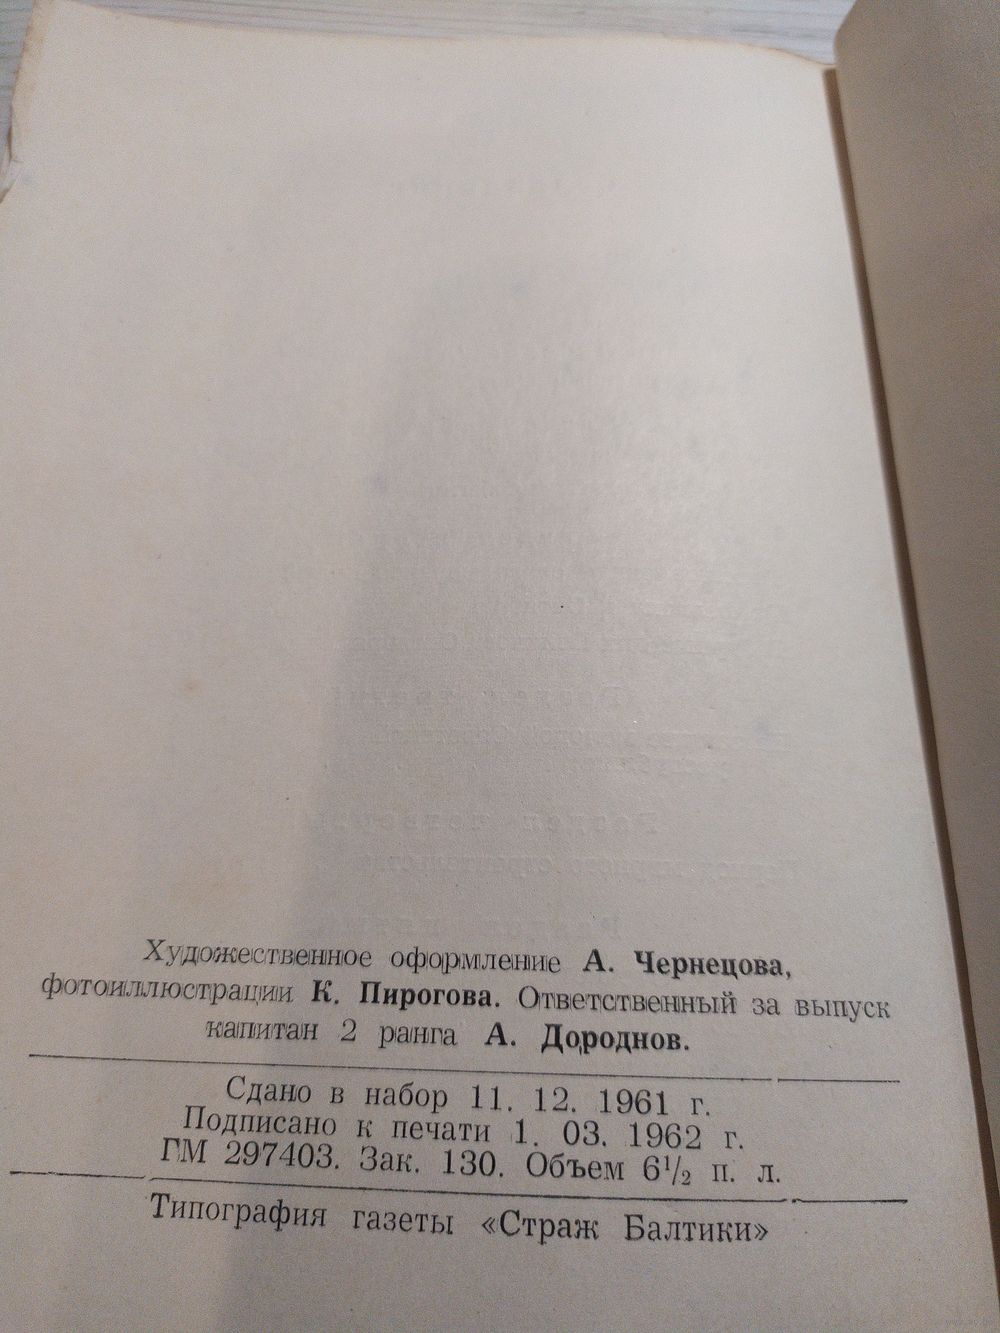 Художественное оформление А. Чернецова,
фотоиллюстрации К. Пирогова. Ответственный за выпуск
капитан 2 ранга А. Дороднов.
Сдано в набор 11. 12. 1961 г.
Подписано к печати 1. 03. 1962 г.
ГМ 297403. Зак. 130. Объем 6¹/₂ п. л.
Типография газеты «Страж Балтики»